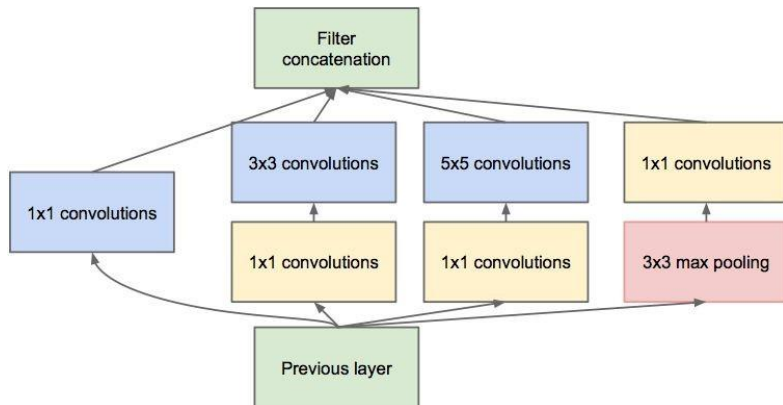 Filter
concatenation
3x3 convolutions
5x5 convolutions
1x1 convolutions
1x1 convolutions
1x1 convolutions
1x1 convolutions
3x3 max pooling
Previous layer